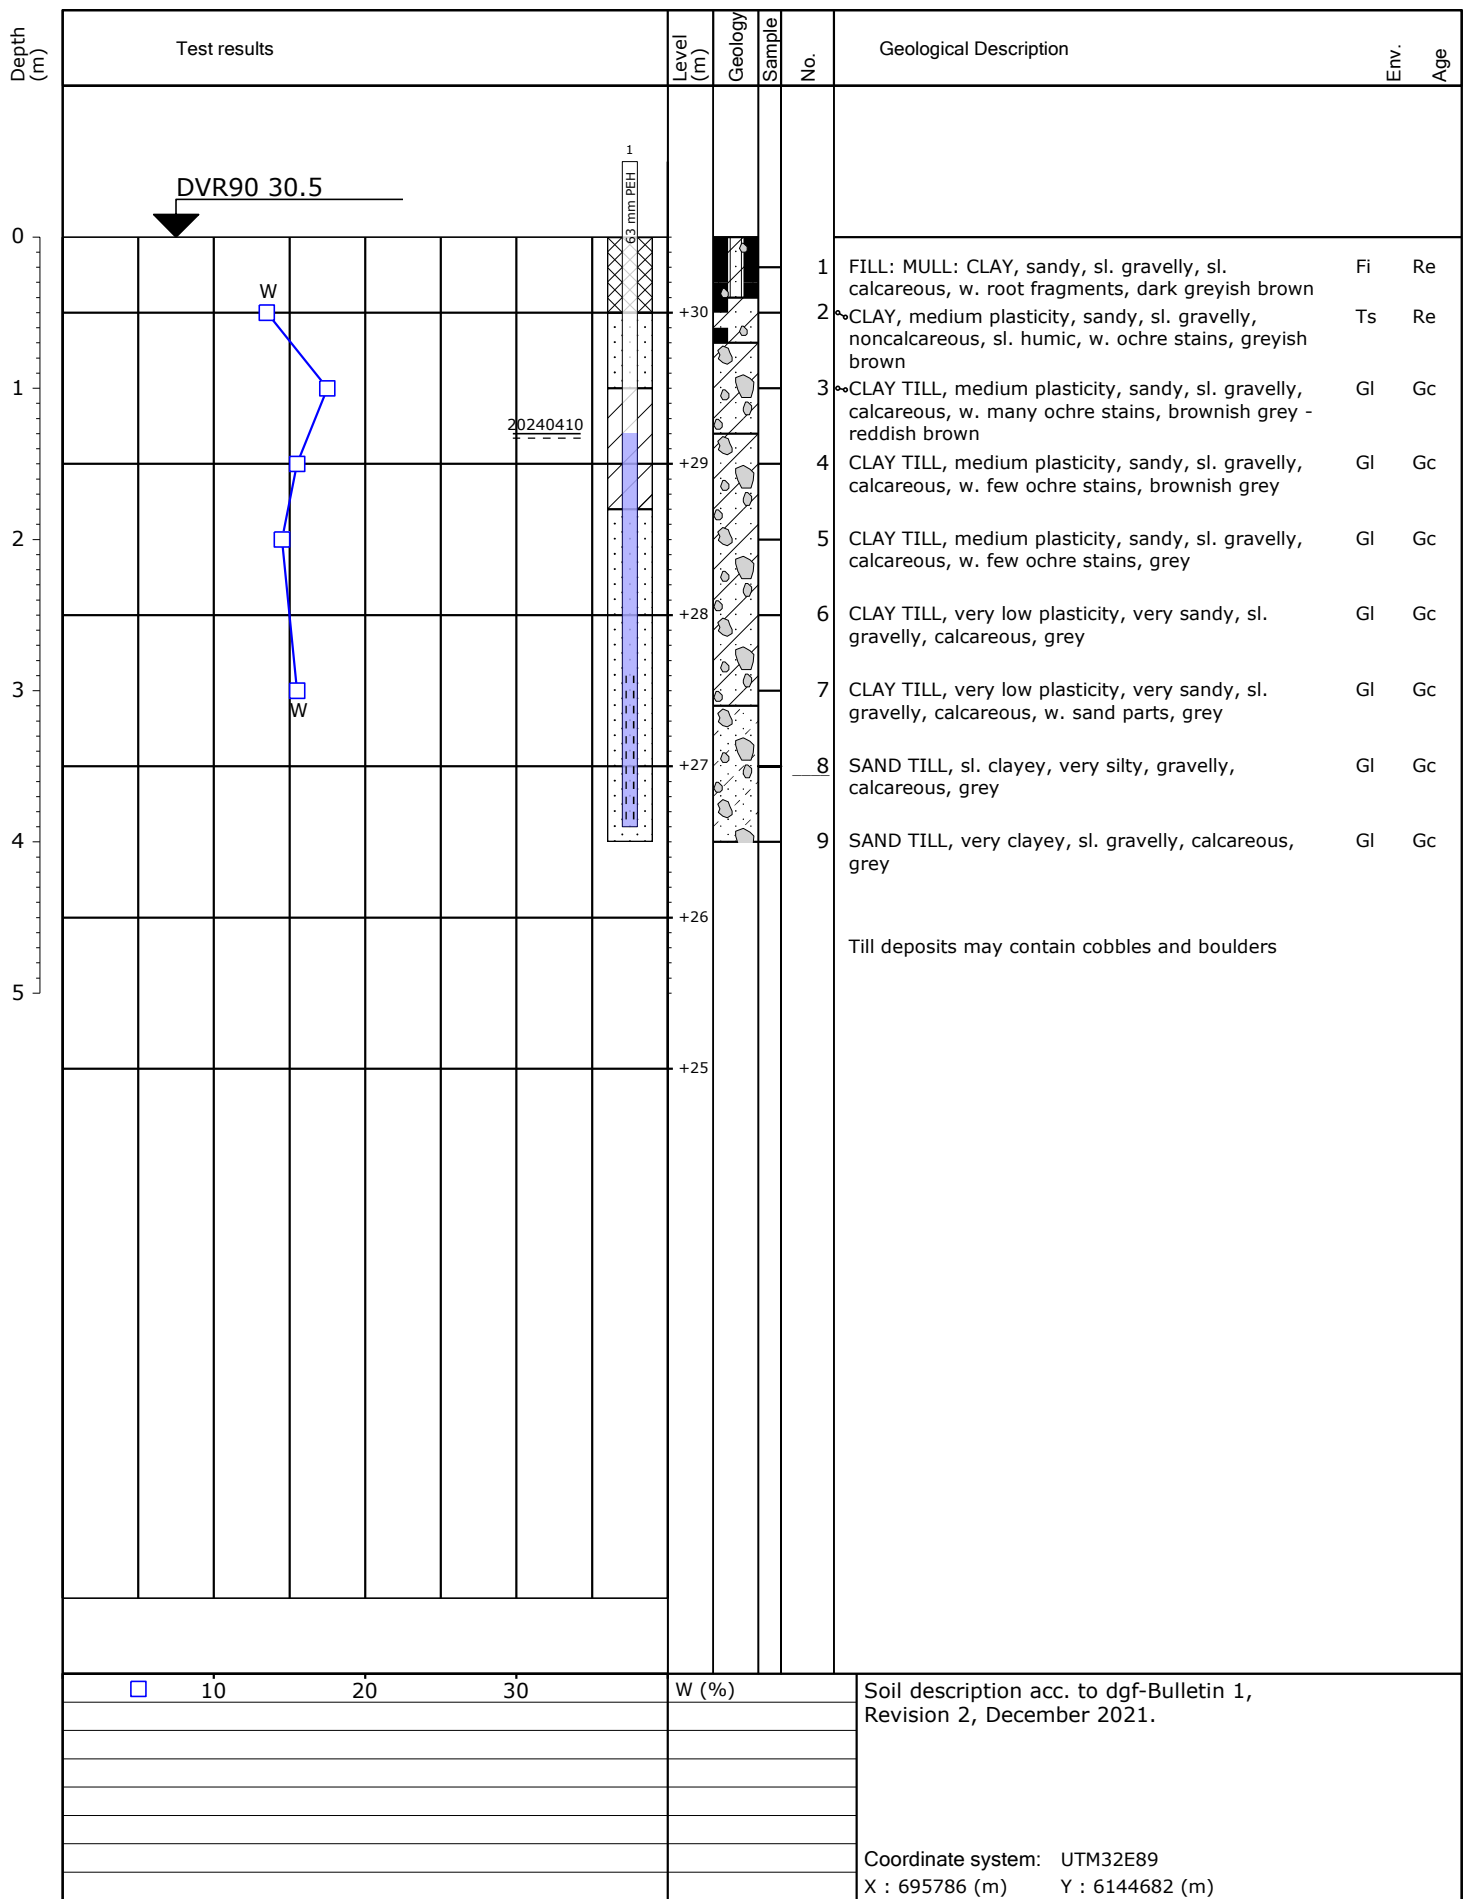 Depth (m)
Test results
Level (m)
Geology
Sample
No.
Geological Description
Env.
Age
1
63 mm PEH
DVR90 30.5
0
1
2
3
4
5
W
W
20240410
+30
+29
+28
+27
+26
+25
1 FILL: MULL: CLAY, sandy, sl. gravelly, sl. Fi Re
calcareous, w. root fragments, dark greyish brown
2 CLAY, medium plasticity, sandy, sl. gravelly, Ts Re
noncalcareous, sl. humic, w. ochre stains, greyish
brown
3 CLAY TILL, medium plasticity, sandy, sl. gravelly, Gl Gc
calcareous, w. many ochre stains, brownish grey -
reddish brown
4 CLAY TILL, medium plasticity, sandy, sl. gravelly, Gl Gc
calcareous, w. few ochre stains, brownish grey
5 CLAY TILL, medium plasticity, sandy, sl. gravelly, Gl Gc
calcareous, w. few ochre stains, grey
6 CLAY TILL, very low plasticity, very sandy, sl. Gl Gc
gravelly, calcareous, grey
7 CLAY TILL, very low plasticity, very sandy, sl. Gl Gc
gravelly, calcareous, w. sand parts, grey
8 SAND TILL, sl. clayey, very silty, gravelly, Gl Gc
calcareous, grey
9 SAND TILL, very clayey, sl. gravelly, calcareous, Gl Gc
grey
Till deposits may contain cobbles and boulders
10 20 30 W (%)
Soil description acc. to dgf-Bulletin 1,
Revision 2, December 2021.
Coordinate system: UTM32E89
X : 695786 (m) Y : 6144682 (m)